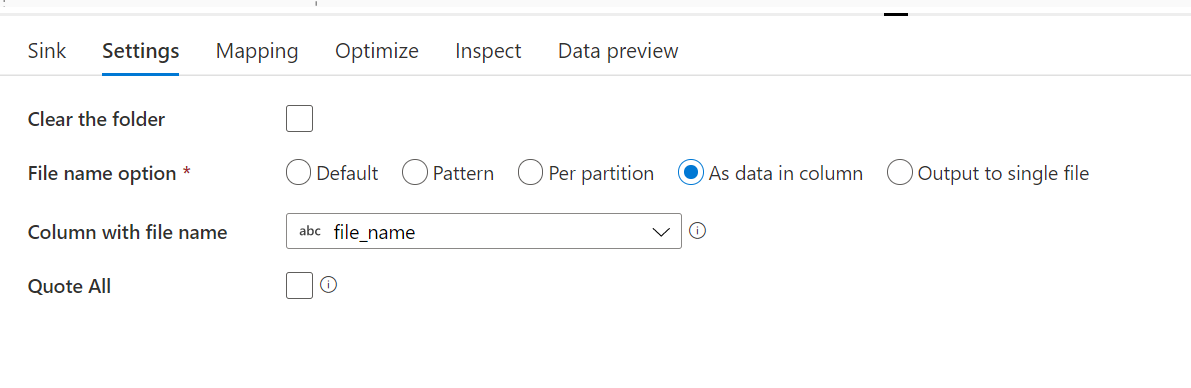 Sink Settings Mapping Optimize Inspect Data preview
Clear the folder
File name option * Default Pattern Per partition As data in column Output to single file
Column with file name abc file_name
Quote All